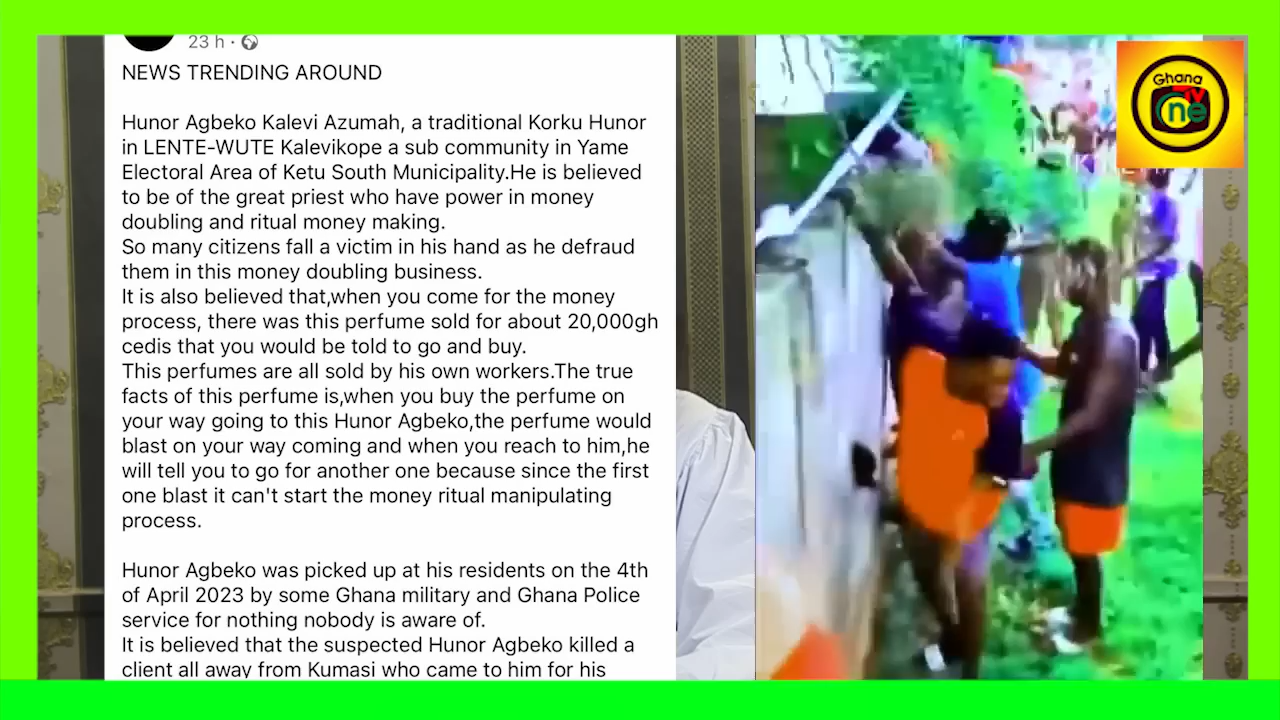 23 h ·
NEWS TRENDING AROUND
Hunor Agbeko Kalevi Azumah, a traditional Korku Hunor
in LENTE-WUTE Kalevikope a sub community in Yame
Electoral Area of Ketu South Municipality.He is believed
to be of the great priest who have power in money
doubling and ritual money making.
So many citizens fall a victim in his hand as he defraud
them in this money doubling business.
It is also believed that,when you come for the money
process, there was this perfume sold for about 20,000gh
cedis that you would be told to go and buy.
This perfumes are all sold by his own workers.The true
facts of this perfume is,when you buy the perfume on
your way going to this Hunor Agbeko,the perfume would
blast on your way coming and when you reach to him,he
will tell you to go for another one because since the first
one blast it can't start the money ritual manipulating
process.
Hunor Agbeko was picked up at his residents on the 4th
of April 2023 by some Ghana military and Ghana Police
service for nothing nobody is aware of.
It is believed that the suspected Hunor Agbeko killed a
client all away from Kumasi who came to him for his
Ghana
TV
One